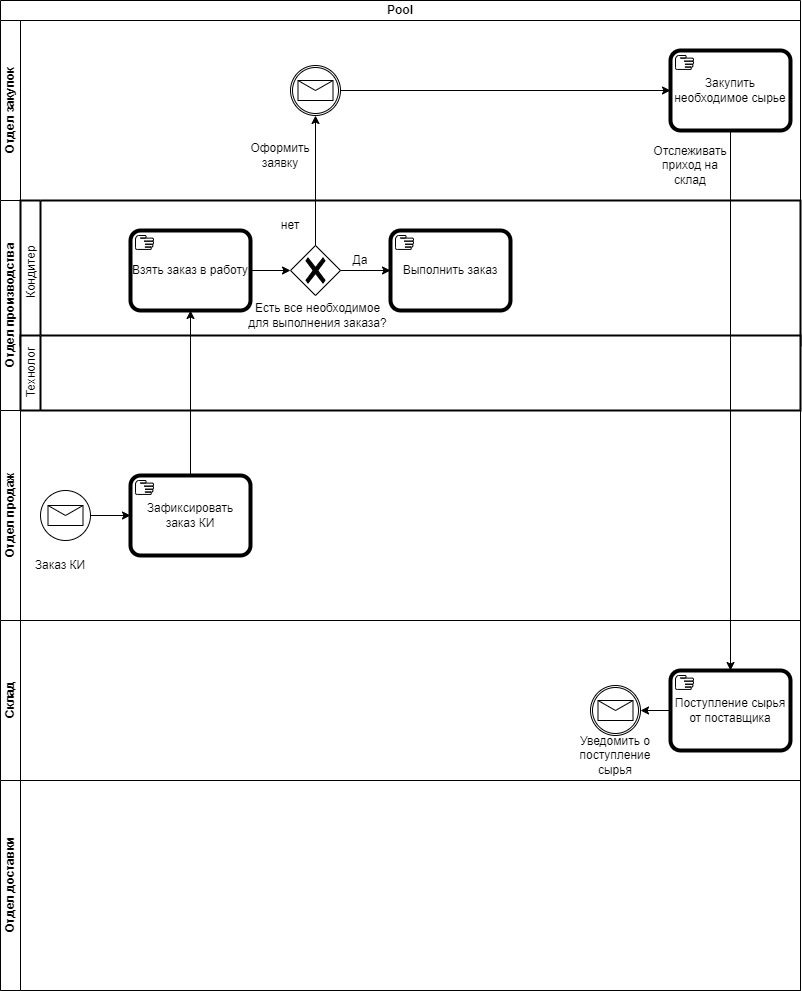 Pool
Отдел закупок
Закупить
необходимое сырье
Оформить
заявку
Отслеживать
приход на
склад
Отдел производства
Кондитер
нет
Взять заказ в работу
Да
Выполнить заказ
Есть все необходимое
для выполнения заказа?
Технолог
Отдел продаж
Зафиксировать
заказ КИ
Заказ КИ
Склад
Поступление сырья
от поставщика
Уведомить о
поступление
сырья
Отдел доставки